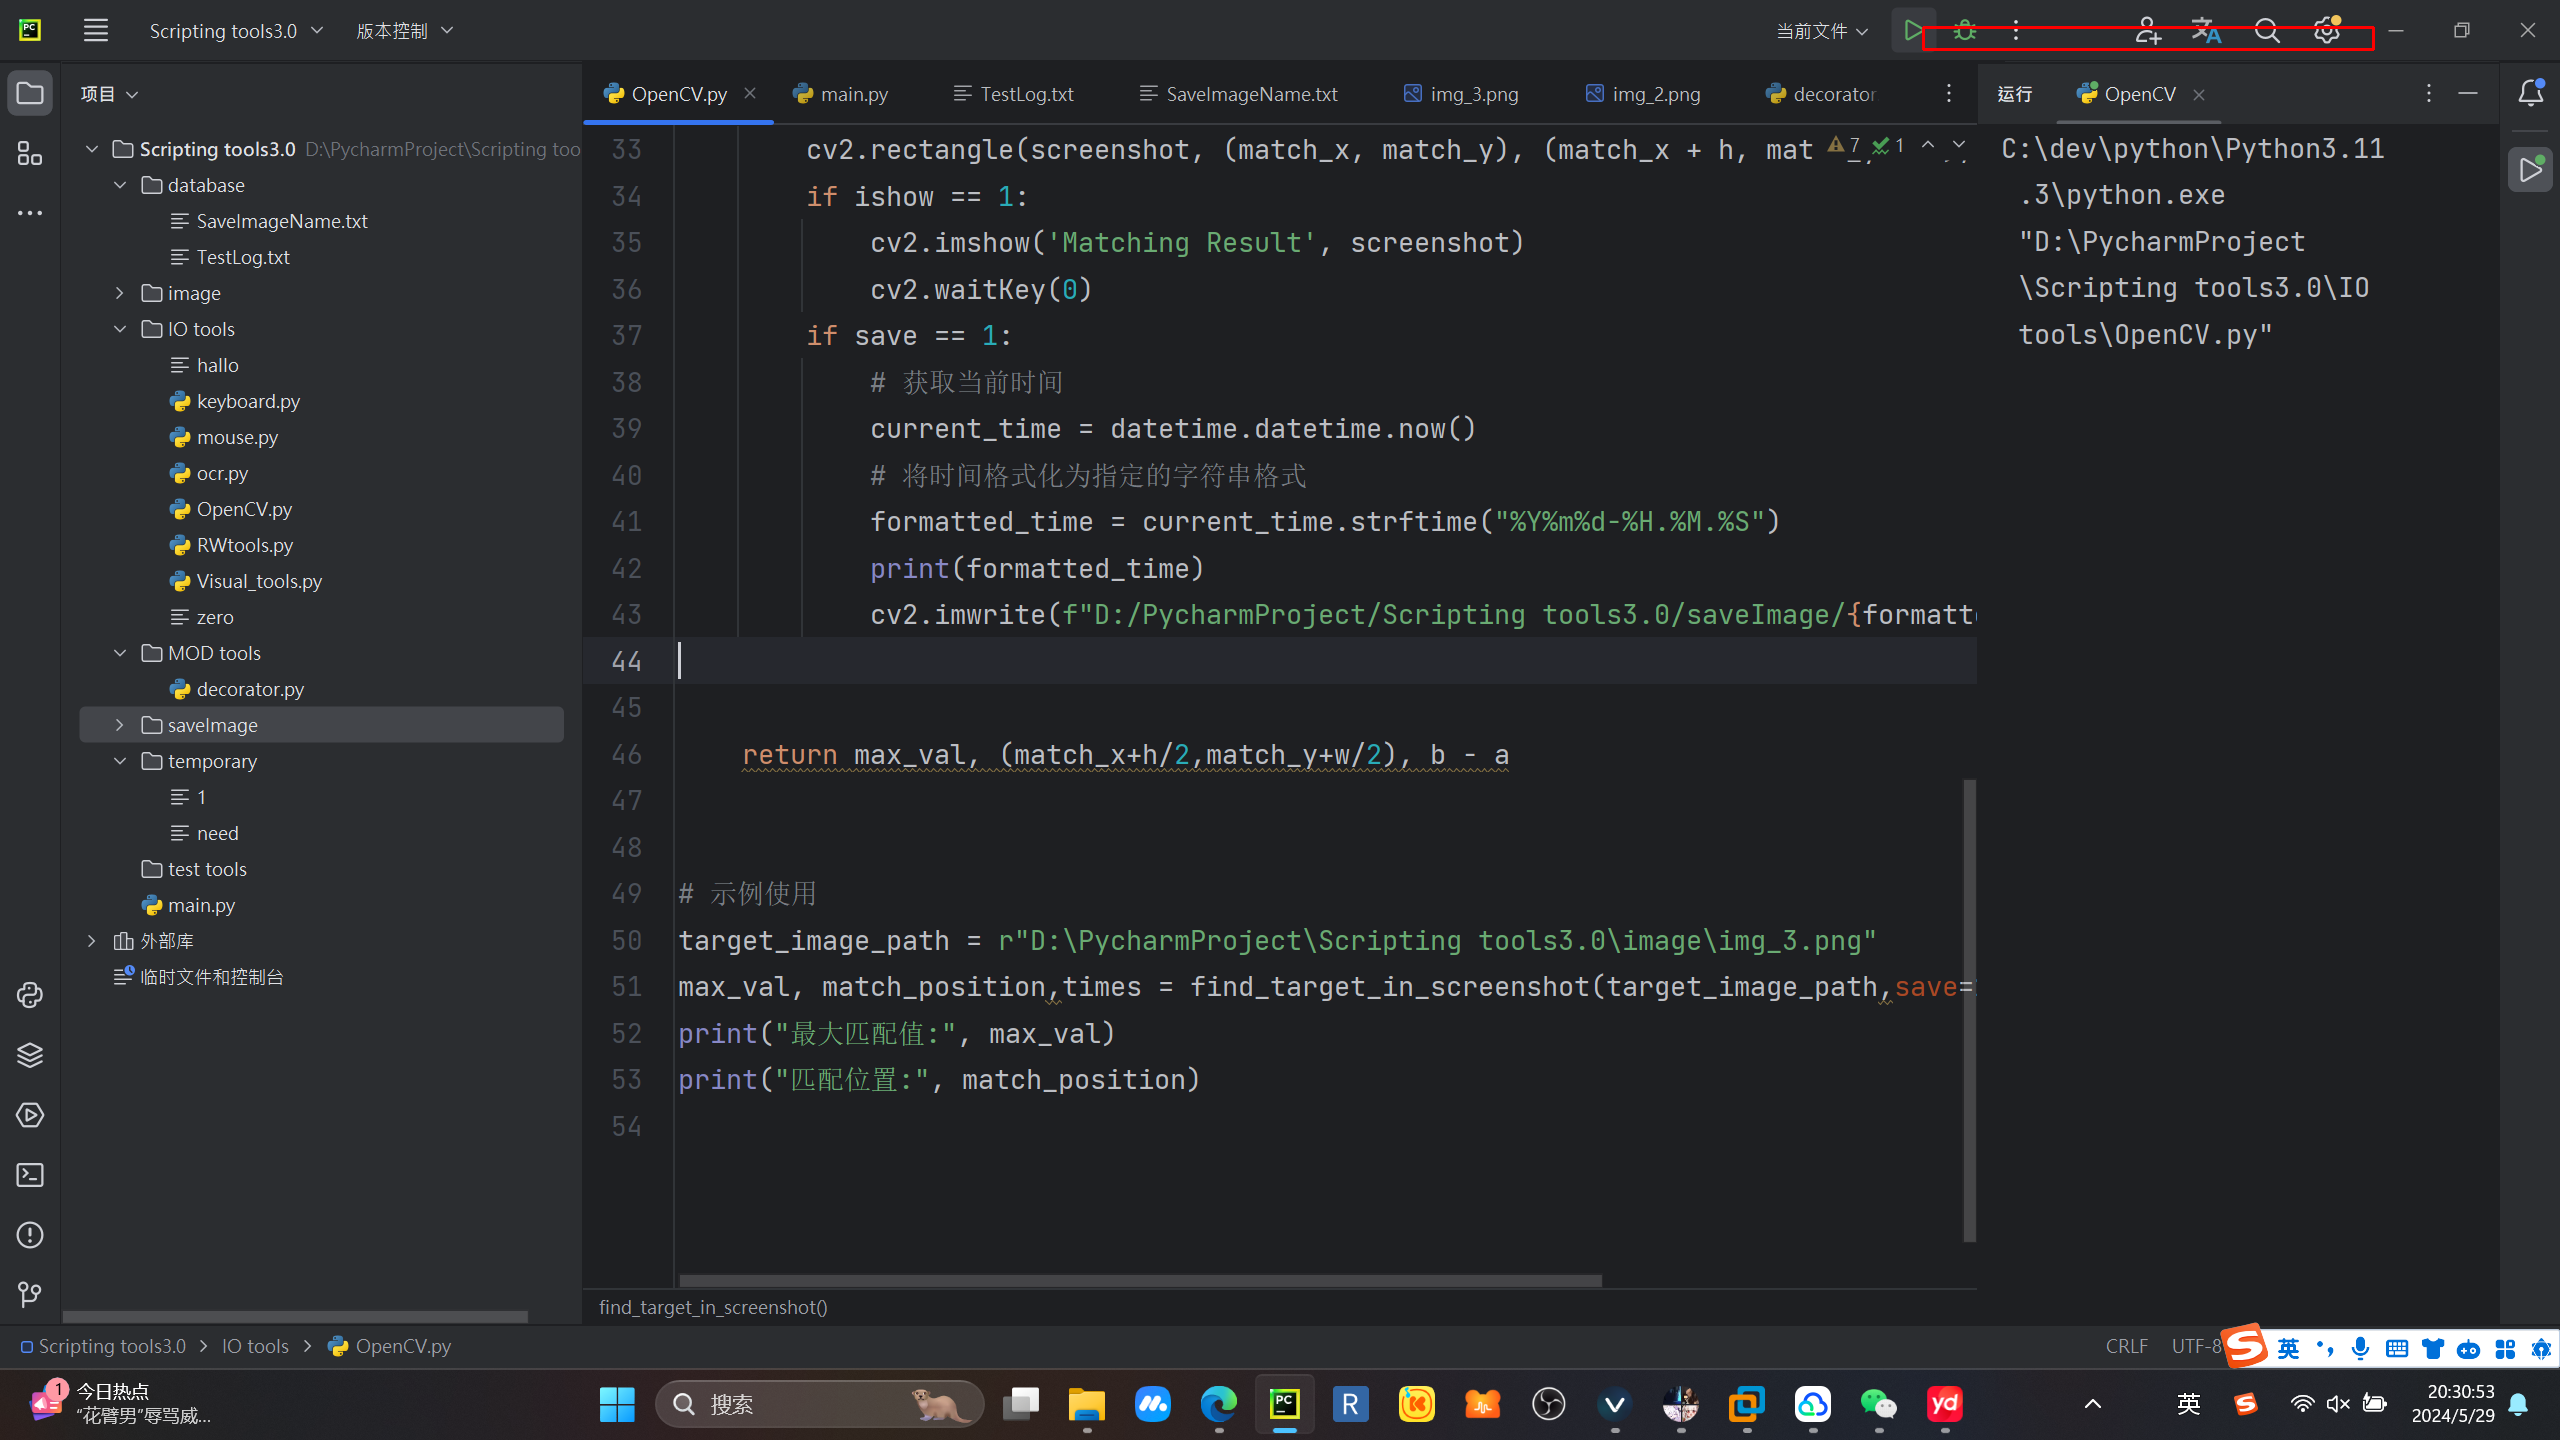 Scripting tools3.0
版本控制
当前文件
项目
OpenCV.py
main.py
TestLog.txt
SaveImageName.txt
img_3.png
img_2.png
decorator
运行
OpenCV
Scripting tools3.0 D:\PycharmProject\Scripting too
database
SaveImageName.txt
TestLog.txt
image
IO tools
hallo
keyboard.py
mouse.py
ocr.py
OpenCV.py
RWtools.py
Visual_tools.py
zero
MOD tools
decorator.py
saveImage
temporary
1
need
test tools
main.py
外部库
临时文件和控制台
33 cv2.rectangle(screenshot, (match_x, match_y), (match_x + h, mat
7 1
34 if ishow == 1:
35 cv2.imshow('Matching Result', screenshot)
36 cv2.waitKey(0)
37 if save == 1:
38 # 获取当前时间
39 current_time = datetime.datetime.now()
40 # 将时间格式化为指定的字符串格式
41 formatted_time = current_time.strftime("%Y%m%d-%H.%M.%S")
42 print(formatted_time)
43 cv2.imwrite(f"D:/PycharmProject/Scripting tools3.0/saveImage/{formatt
44
45
46 return max_val, (match_x+h/2,match_y+w/2), b - a
47
48
49 # 示例使用
50 target_image_path = r"D:\PycharmProject\Scripting tools3.0\image\img_3.png"
51 max_val, match_position,times = find_target_in_screenshot(target_image_path,save=
52 print("最大匹配值:", max_val)
53 print("匹配位置:", match_position)
54
find_target_in_screenshot()
C:\dev\python\Python3.11
.3\python.exe
"D:\PycharmProject
\Scripting tools3.0\IO
tools\OpenCV.py"
Scripting tools3.0 > IO tools > OpenCV.py
CRLF
UTF-8
英
1
今日热点
“花臂男”辱骂威...
搜索
PC
R
yd
英
20:30:53
2024/5/29